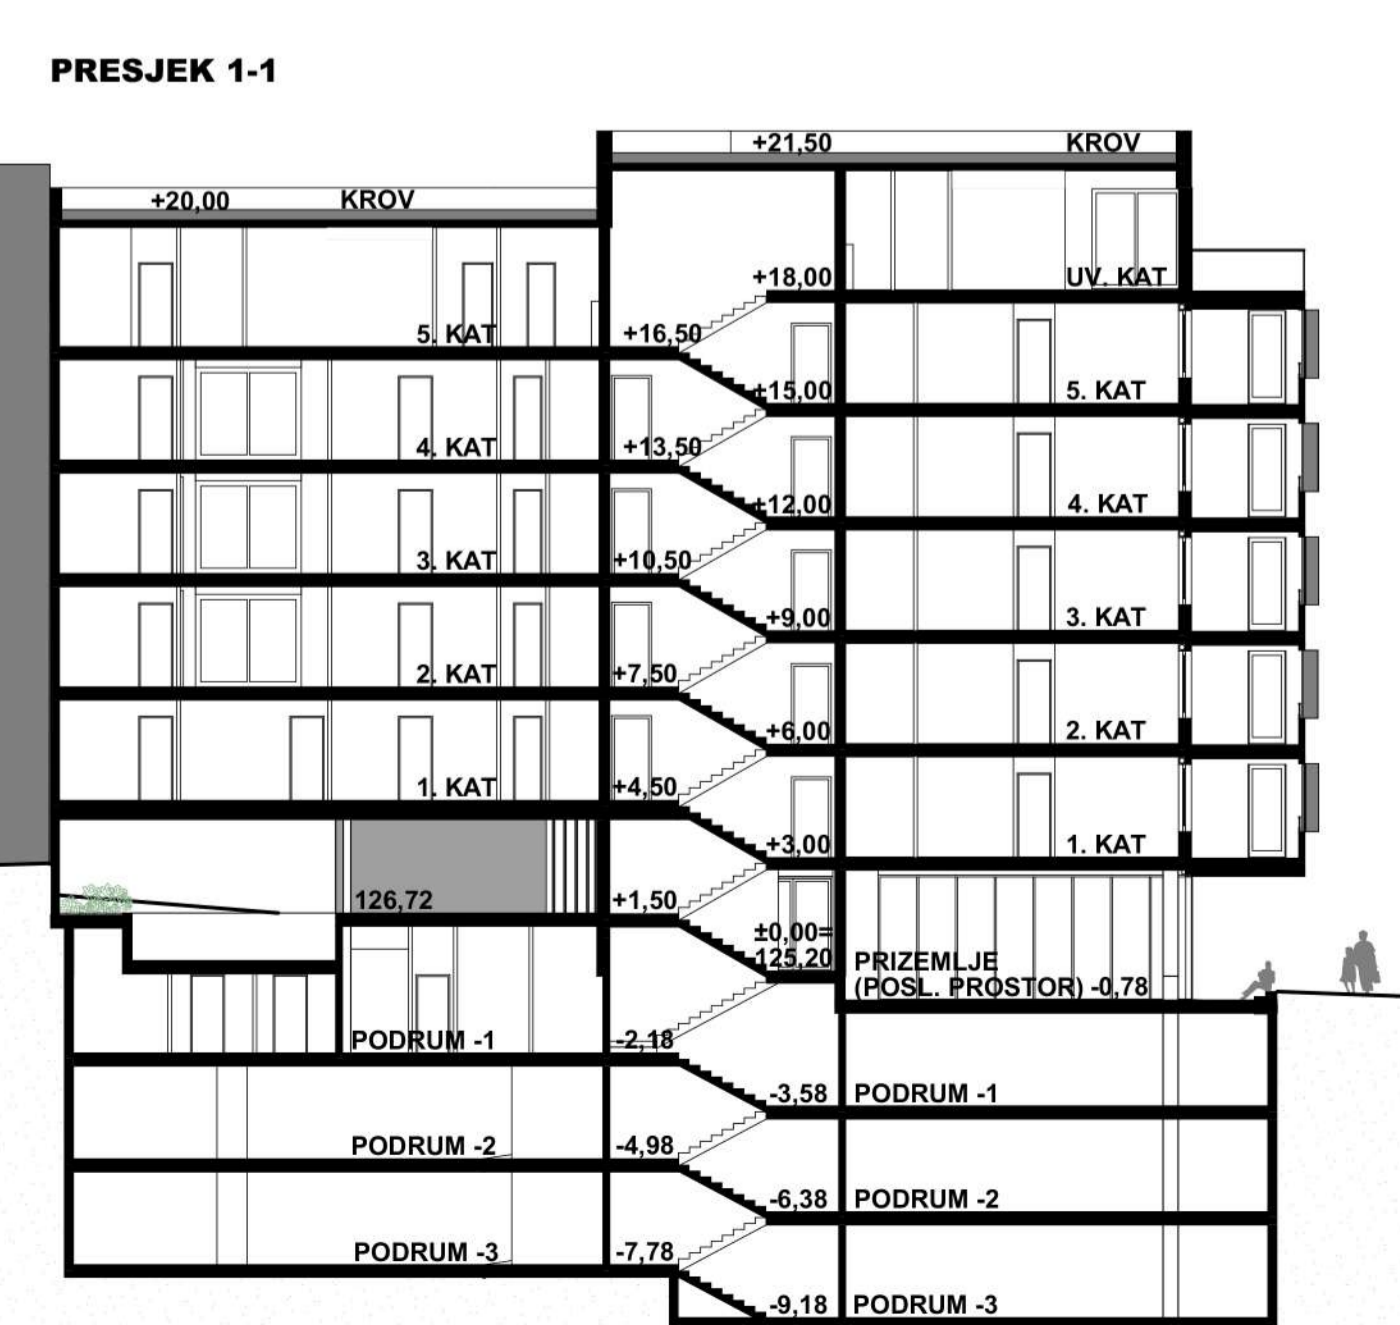 PRESJEK 1-1
+21,50 KROV
+20,00 KROV
+18,00 UV. KAT
5. KAT +16,50
+15,00 5. KAT
4. KAT +13,50
+12,00 4. KAT
3. KAT +10,50
+9,00 3. KAT
2. KAT +7,50
+6,00 2. KAT
1. KAT +4,50
+3,00 1. KAT
126,72 +1,50
±0,00=
125,20
PRIZEMLJE
(POSL. PROSTOR) -0,78
PODRUM -1 -2,18
-3,58 PODRUM -1
PODRUM -2 -4,98
-6,38 PODRUM -2
PODRUM -3 -7,78
-9,18 PODRUM -3